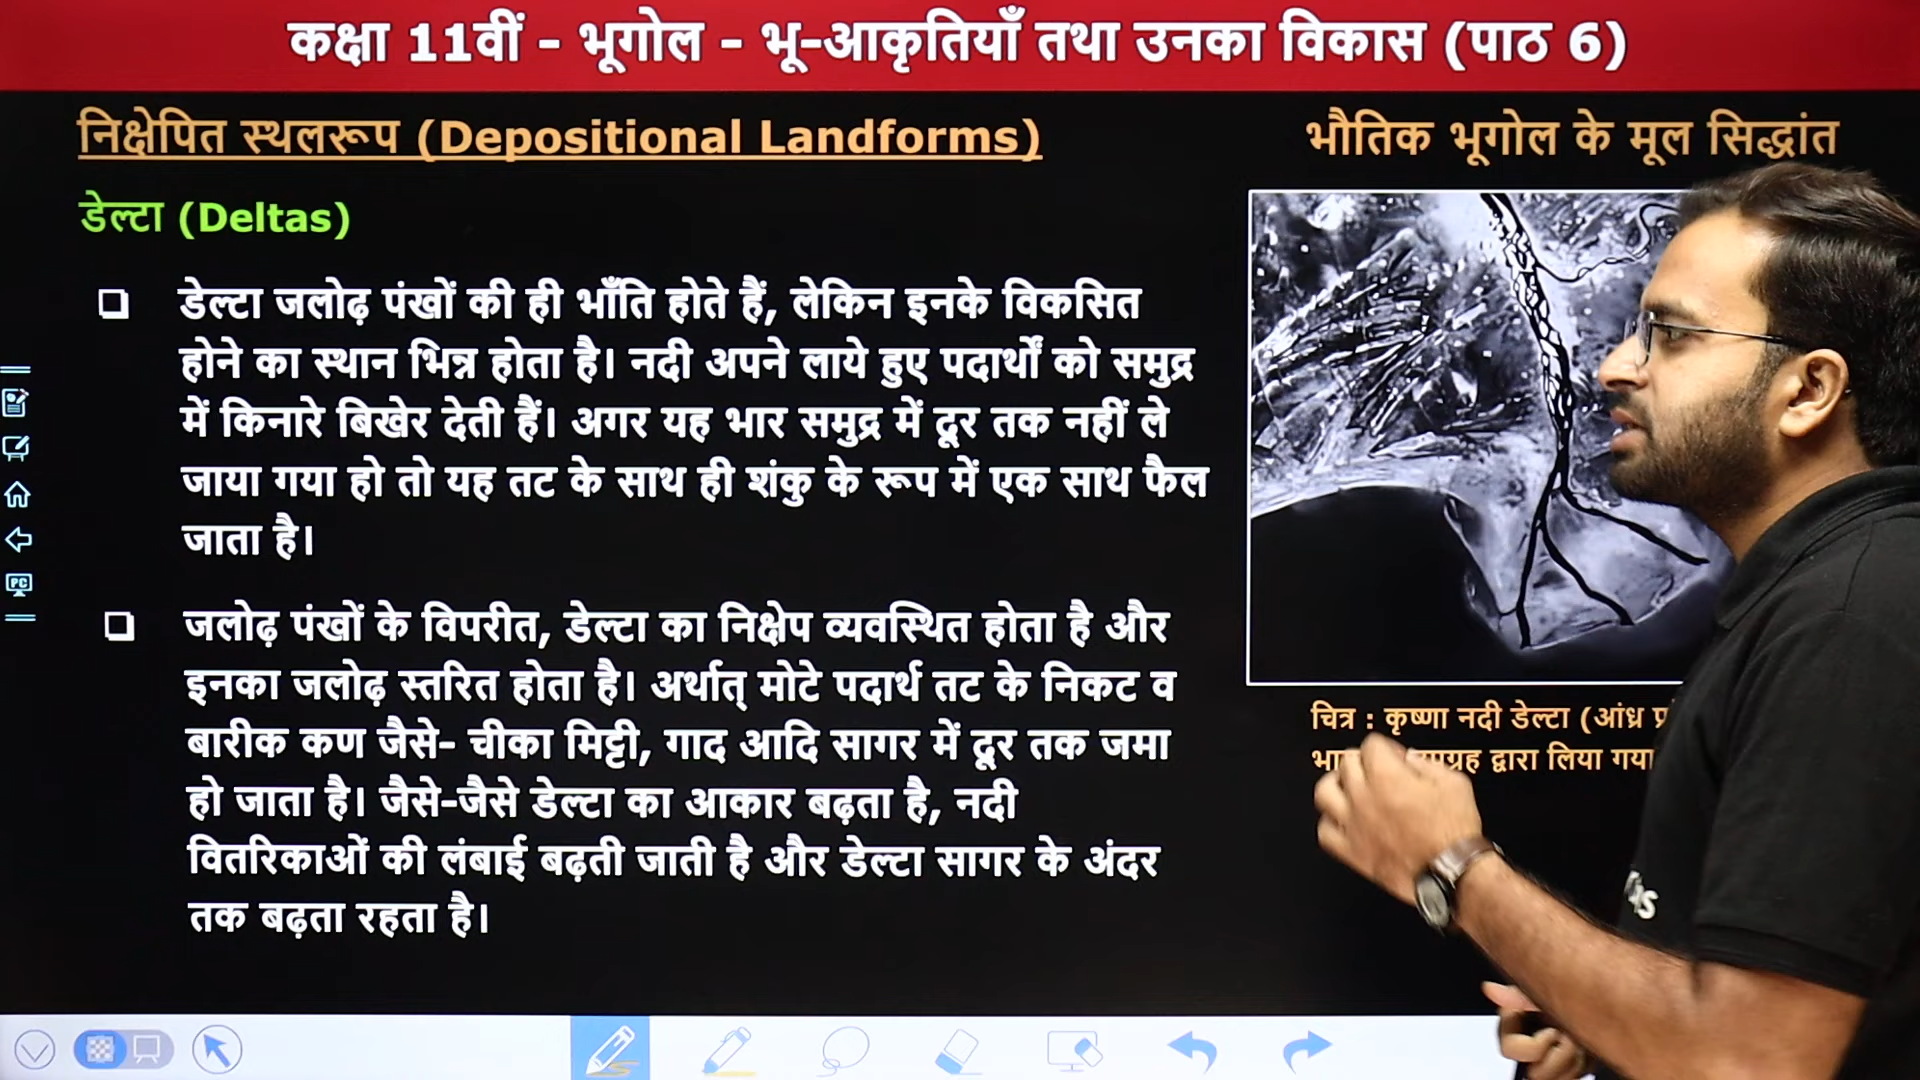 कक्षा 11वीं - भूगोल - भू-आकृतियाँ तथा उनका विकास (पाठ 6)
निक्षेपित स्थलरूप (Depositional Landforms)
भौतिक भूगोल के मूल सिद्धांत
डेल्टा (Deltas)
❑ डेल्टा जलोढ़ पंखों की ही भाँति होते हैं, लेकिन इनके विकसित
होने का स्थान भिन्न होता है। नदी अपने लाये हुए पदार्थों को समुद्र
में किनारे बिखेर देती हैं। अगर यह भार समुद्र में दूर तक नहीं ले
जाया गया हो तो यह तट के साथ ही शंकु के रूप में एक साथ फैल
जाता है।
❑ जलोढ़ पंखों के विपरीत, डेल्टा का निक्षेप व्यवस्थित होता है और
इनका जलोढ़ स्तरित होता है। अर्थात् मोटे पदार्थ तट के निकट व
बारीक कण जैसे- चीका मिट्टी, गाद आदि सागर में दूर तक जमा
हो जाता है। जैसे-जैसे डेल्टा का आकार बढ़ता है, नदी
वितरिकाओं की लंबाई बढ़ती जाती है और डेल्टा सागर के अंदर
तक बढ़ता रहता है।
चित्र : कृष्णा नदी डेल्टा (आंध्र
द्वारा लिया गया
PC